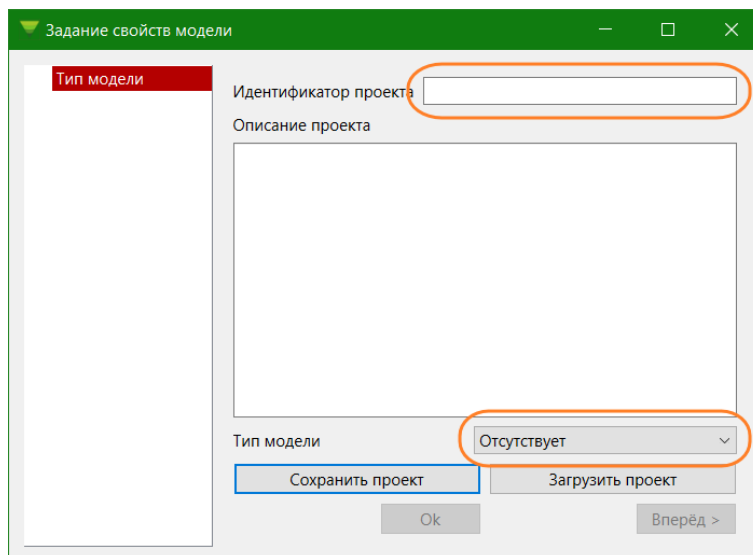 Задание свойств модели
Тип модели
Идентификатор проекта
Описание проекта
Тип модели
Отсутствует
Сохранить проект
Загрузить проект
Ok
Вперёд >